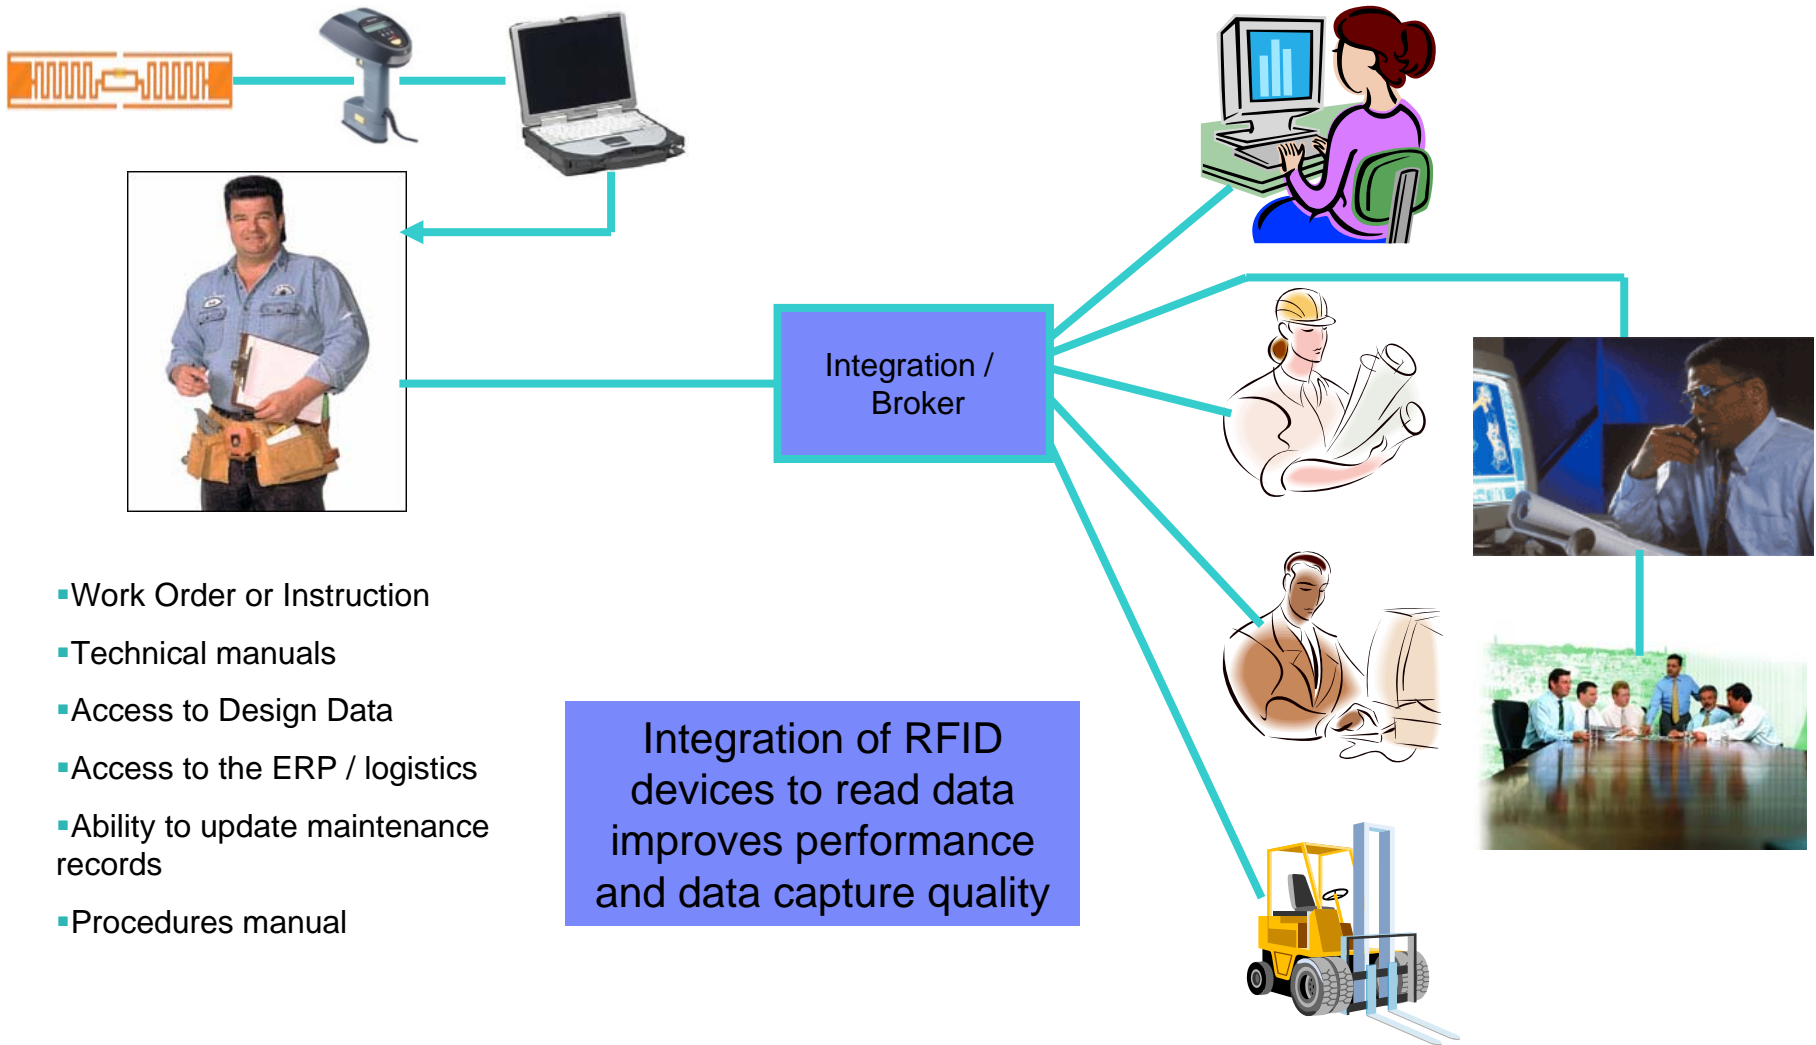 Integration /
Broker
▪Work Order or Instruction
▪Technical manuals
▪Access to Design Data
▪Access to the ERP / logistics
▪Ability to update maintenance
records
▪Procedures manual
Integration of RFID
devices to read data
improves performance
and data capture quality